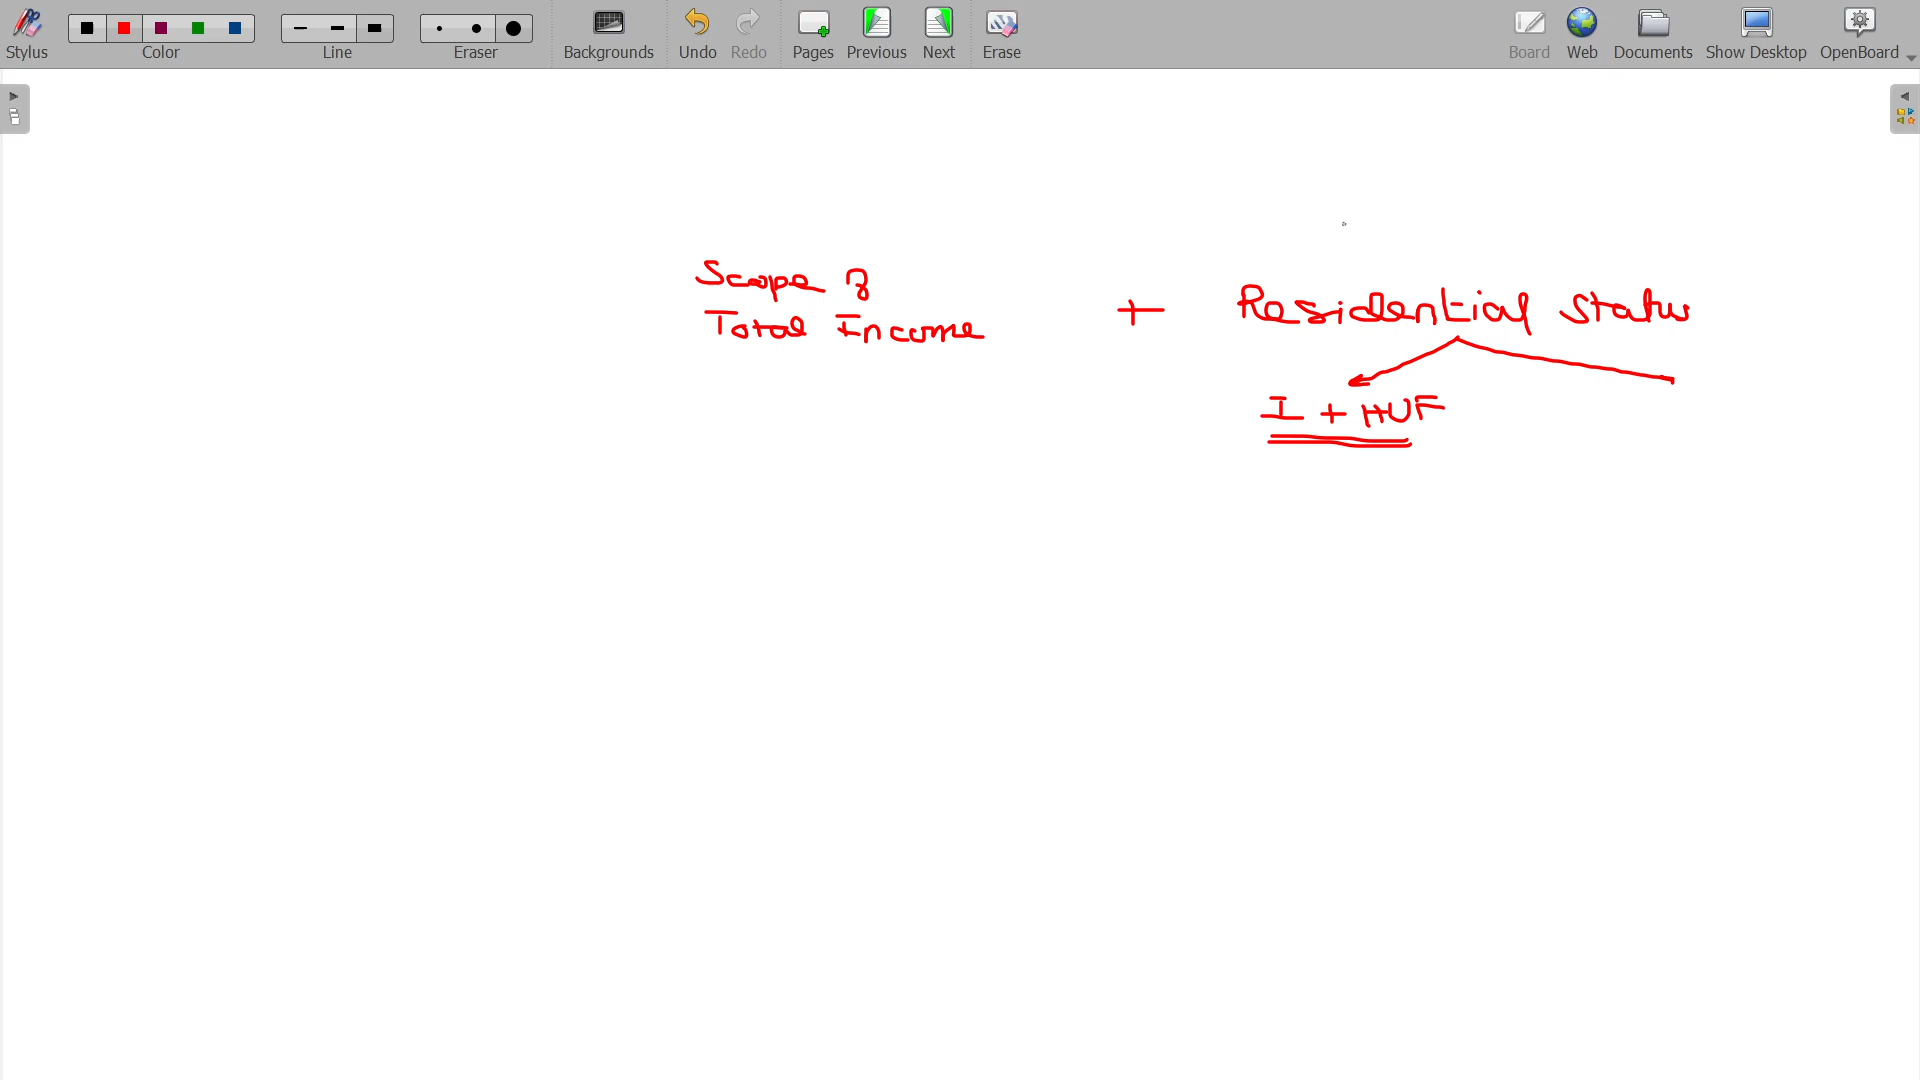 Stylus
Color
Line
Eraser
Backgrounds
Undo
Redo
Pages
Previous
Next
Erase
Board
Web
Documents
Show Desktop
OpenBoard
Scope of
Total Income
+ Residential Status
I + HUF